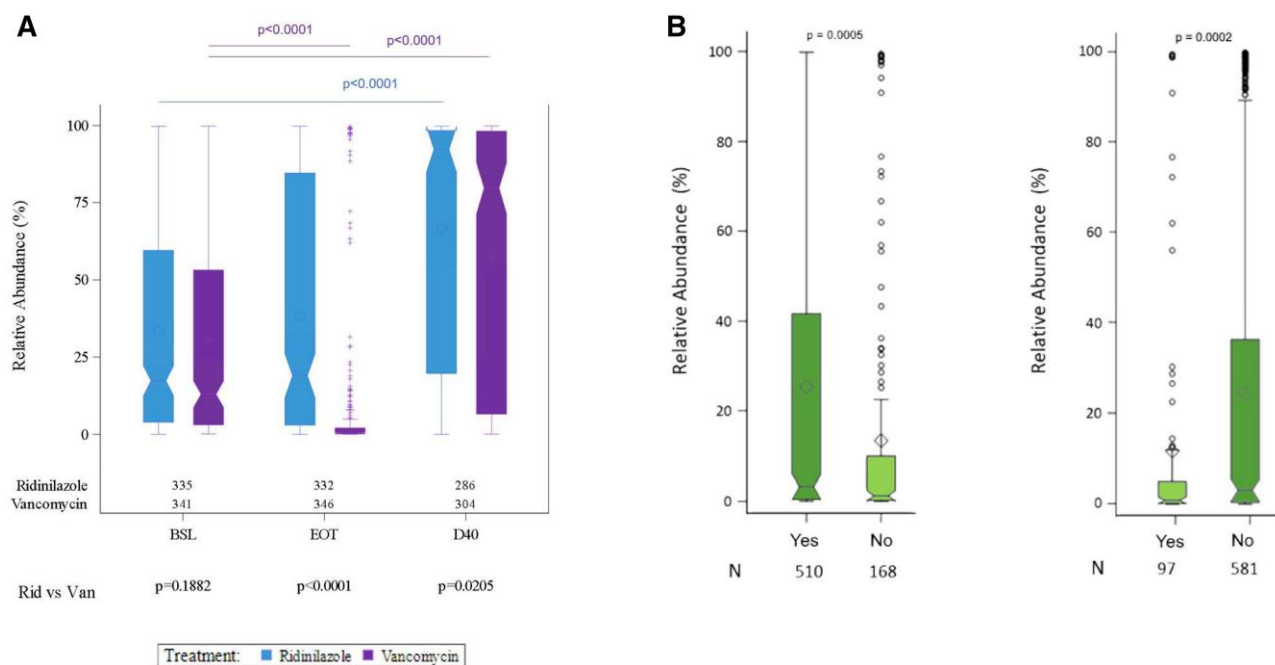 A
p<0.0001
p<0.0001
p<0.0001
Relative Abundance (%)
100
75
50
25
0
Ridinilazole 335 332 286
Vancomycin 341 346 304
BSL EOT D40
Rid vs Van p=0.1882 p<0.0001 p=0.0205
Treatment: Ridinilazole Vancomycin
B
p = 0.0005
Relative Abundance (%)
100
80
60
40
20
0
Yes No
N 510 168
p = 0.0002
Relative Abundance (%)
100
80
60
40
20
0
Yes No
N 97 581